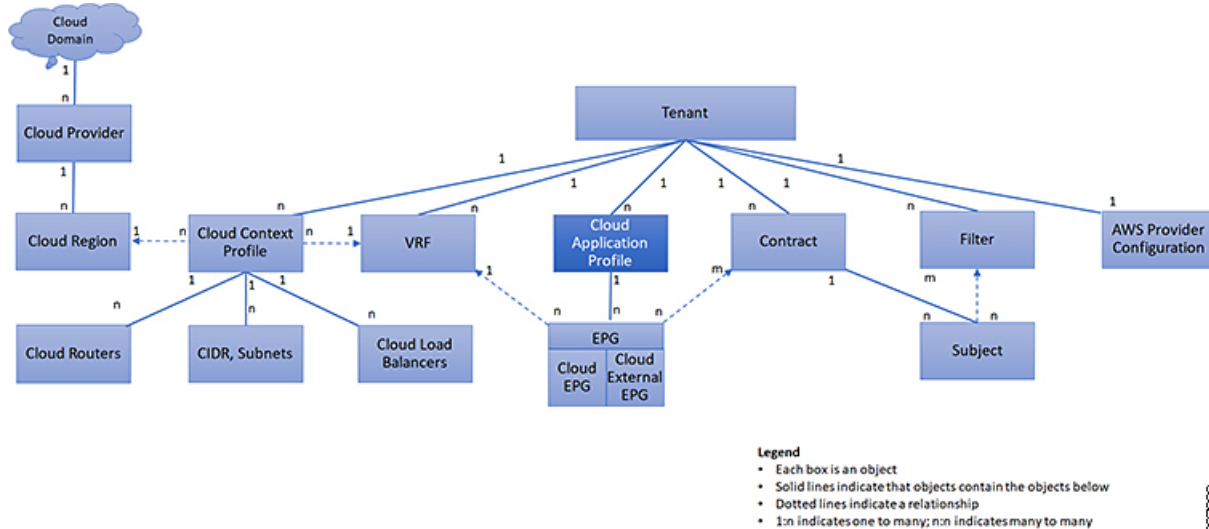 Cloud
Domain
1
n
Cloud Provider
Tenant
1
1
1
1
1
1
1
n
n
n
n
n
n
1
Cloud Region
1
n
Cloud Context
Profile
n
1
VRF
Cloud
Application
Profile
Contract
Filter
AWS Provider
Configuration
1
1
1
1
1
m
1
m
n
n
n
n
n
n
n
n
Cloud Routers
CIDR, Subnets
Cloud Load
Balancers
EPG
Cloud
EPG
Cloud
External
EPG
Subject
Legend
• Each box is an object
• Solid lines indicate that objects contain the objects below
• Dotted lines indicate a relationship
• 1:n indicates one to many; n:n indicates many to many